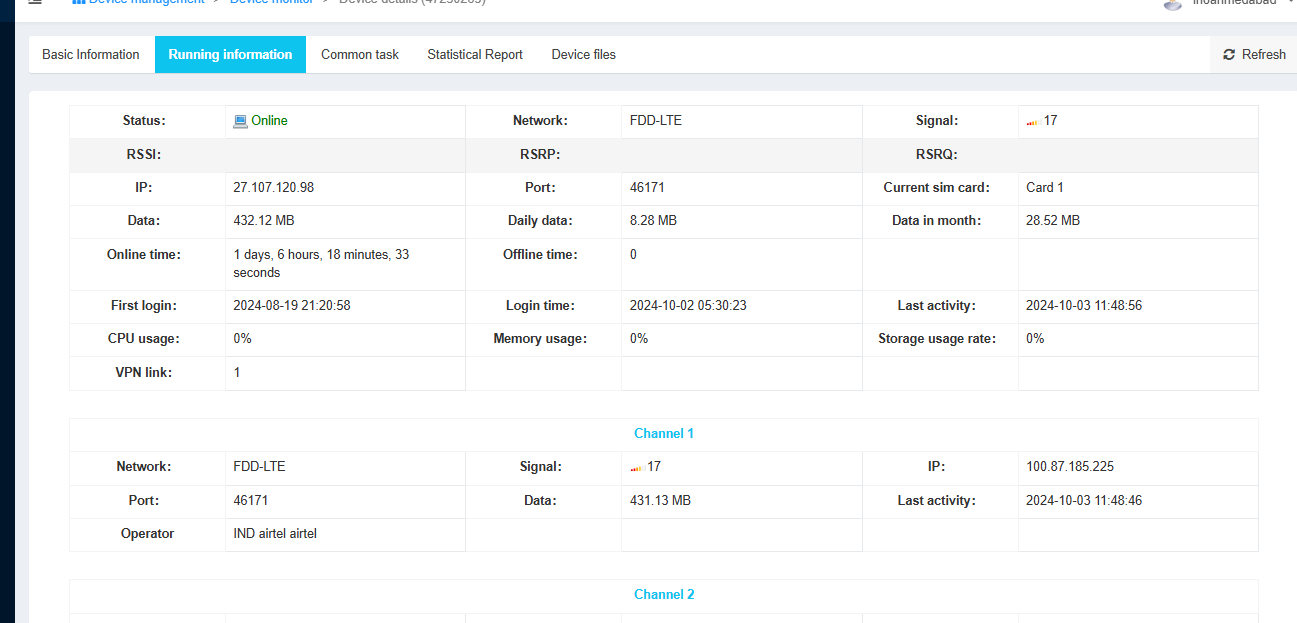 Device management > Device monitor > Device details
Basic Information Running information Common task Statistical Report Device files Refresh
Status: Online Network: FDD-LTE Signal: 17
RSSI: RSRP: RSRQ:
IP: 27.107.120.98 Port: 46171 Current sim card: Card 1
Data: 432.12 MB Daily data: 8.28 MB Data in month: 28.52 MB
Online time: 1 days, 6 hours, 18 minutes, 33 Offline time: 0
seconds
First login: 2024-08-19 21:20:58 Login time: 2024-10-02 05:30:23 Last activity: 2024-10-03 11:48:56
CPU usage: 0% Memory usage: 0% Storage usage rate: 0%
VPN link: 1
Channel 1
Network: FDD-LTE Signal: 17 IP: 100.87.185.225
Port: 46171 Data: 431.13 MB Last activity: 2024-10-03 11:48:46
Operator IND airtel airtel
Channel 2